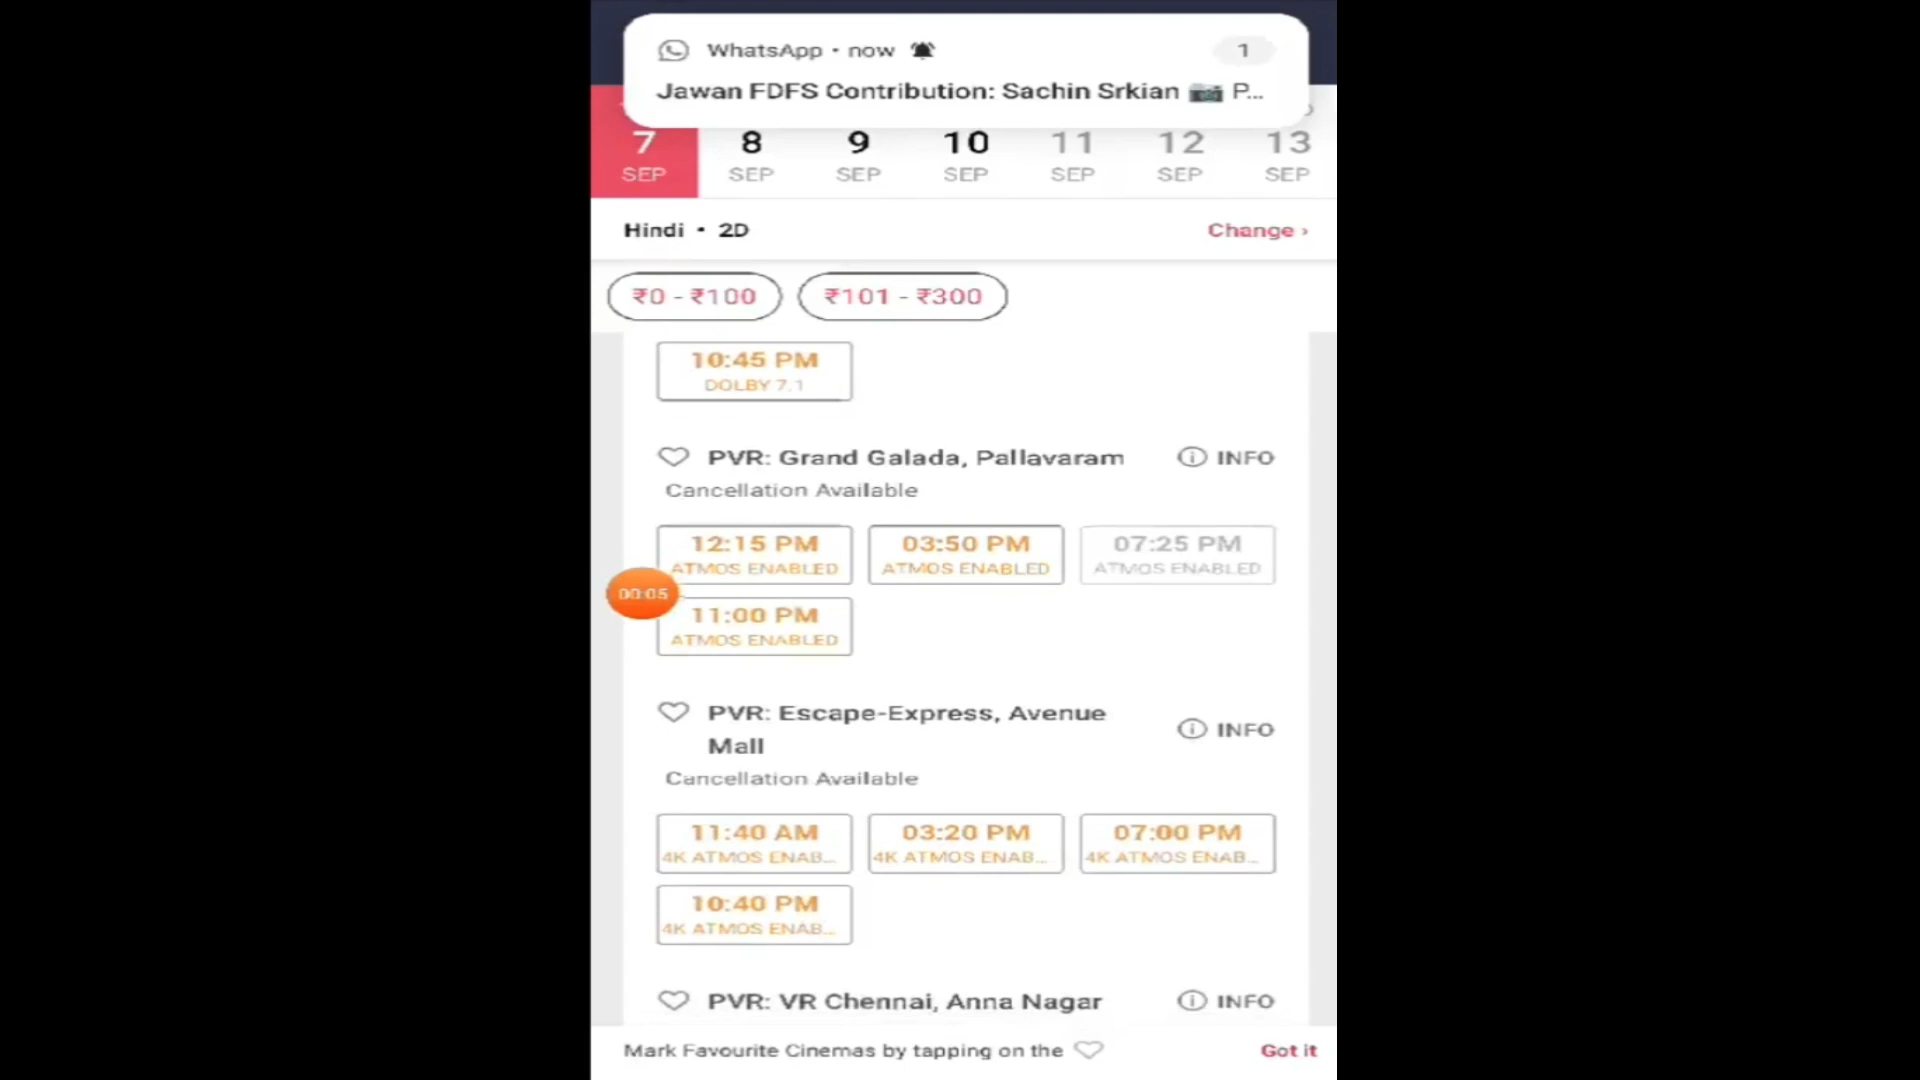 WhatsApp • now 1
Jawan FDFS Contribution: Sachin Srkian 📷 P...
7 8 9 10 11 12 13
SEP SEP SEP SEP SEP SEP SEP
Hindi • 2D Change ›
₹0 - ₹100 ₹101 - ₹300
10:45 PM
DOLBY 7.1
PVR: Grand Galada, Pallavaram INFO
Cancellation Available
12:15 PM 03:50 PM 07:25 PM
ATMOS ENABLED ATMOS ENABLED ATMOS ENABLED
00:05
11:00 PM
ATMOS ENABLED
PVR: Escape-Express, Avenue
Mall INFO
Cancellation Available
11:40 AM 03:20 PM 07:00 PM
4K ATMOS ENAB... 4K ATMOS ENAB... 4K ATMOS ENAB...
10:40 PM
4K ATMOS ENAB...
PVR: VR Chennai, Anna Nagar INFO
Mark Favourite Cinemas by tapping on the Got it